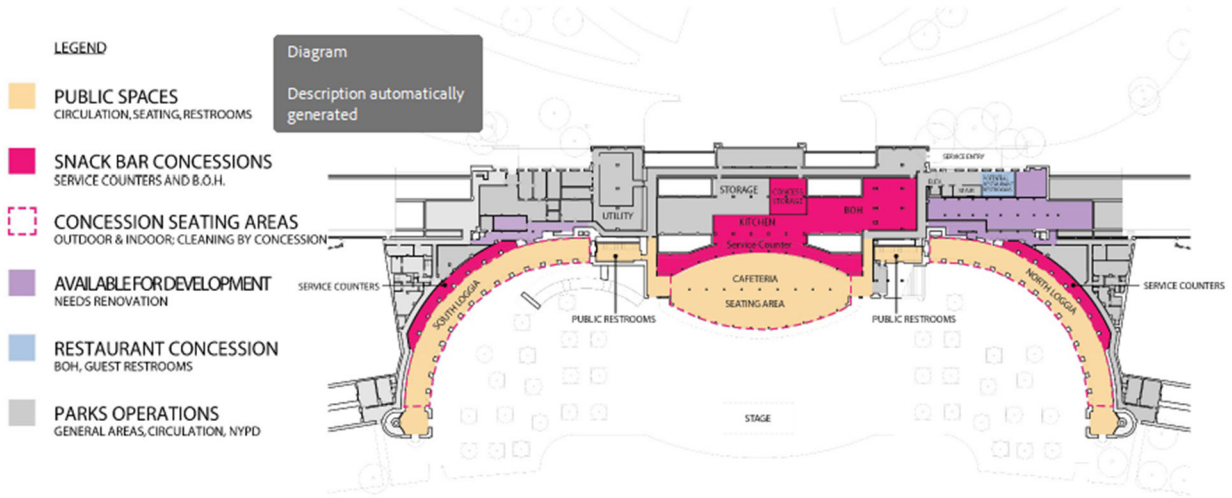 LEGEND
PUBLIC SPACES
CIRCULATION, SEATING, RESTROOMS
SNACK BAR CONCESSIONS
SERVICE COUNTERS AND B.O.H.
CONCESSION SEATING AREAS
OUTDOOR & INDOOR; CLEANING BY CONCESSION
AVAILABLE FOR DEVELOPMENT
NEEDS RENOVATION
RESTAURANT CONCESSION
BOH, GUEST RESTROOMS
PARKS OPERATIONS
GENERAL AREAS, CIRCULATION, NYPD
Diagram
Description automatically
generated
SERVICE ENTRY
POTENTIAL
RESTAURANT
RESTROOMS
STORAGE
CONCESS.
STORAGE
UTILITY
BOH
KITCHEN
Service Counter
CAFETERIA
SEATING AREA
SERVICE COUNTERS
SOUTH LOGGIA
PUBLIC RESTROOMS
PUBLIC RESTROOMS
NORTH LOGGIA
SERVICE COUNTERS
STAGE